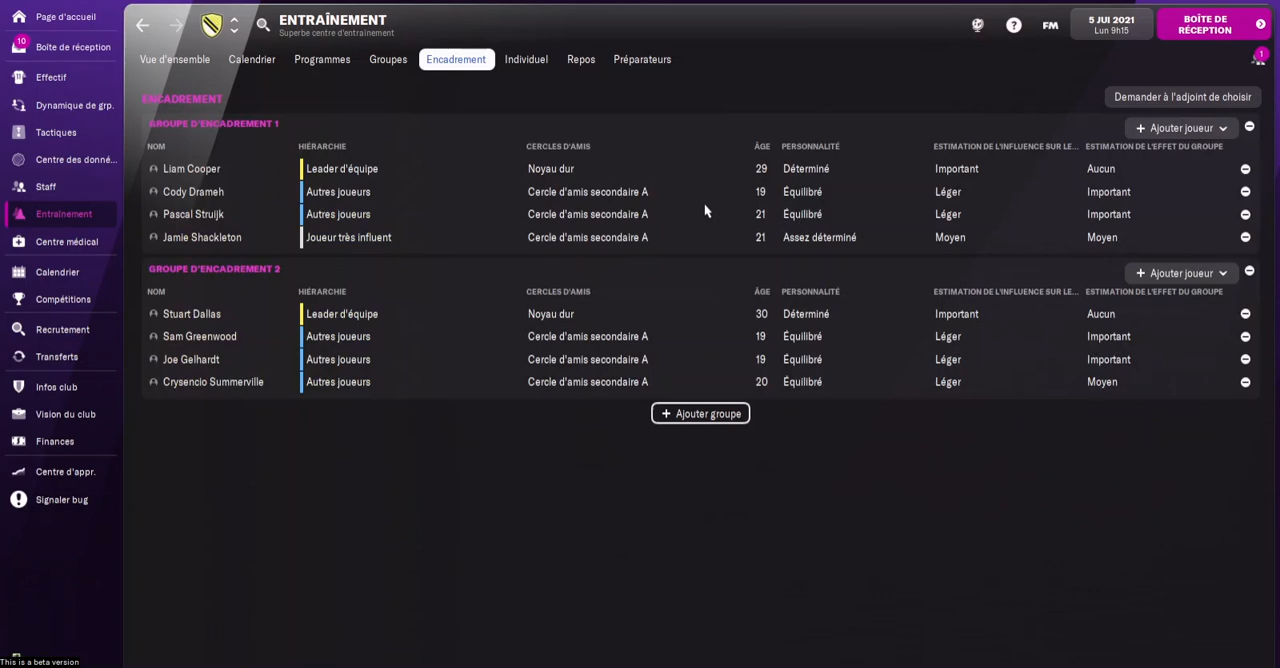 Page d'accueil
10
Boîte de réception
Effectif
Dynamique de grp.
Tactiques
Centre des donné...
Staff
Entraînement
Centre médical
Calendrier
Compétitions
Recrutement
Transferts
Infos club
Vision du club
Finances
Centre d'appr.
Signaler bug
This is a beta version
ENTRAÎNEMENT
Superbe centre d'entraînement
?
FM
5 JUI 2021
Lun 9h15
BOÎTE DE
RÉCEPTION
Vue d'ensemble Calendrier Programmes Groupes Encadrement Individuel Repos Préparateurs
1
ENCADREMENT
Demander à l'adjoint de choisir
GROUPE D'ENCADREMENT 1
+ Ajouter joueur
NOM HIÉRARCHIE CERCLES D'AMIS ÂGE PERSONNALITÉ ESTIMATION DE L'INFLUENCE SUR LE... ESTIMATION DE L'EFFET DU GROUPE
Liam Cooper Leader d'équipe Noyau dur 29 Déterminé Important Aucun
Cody Drameh Autres joueurs Cercle d'amis secondaire A 19 Équilibré Léger Important
Pascal Struijk Autres joueurs Cercle d'amis secondaire A 21 Équilibré Léger Important
Jamie Shackleton Joueur très influent Cercle d'amis secondaire A 21 Assez déterminé Moyen Moyen
GROUPE D'ENCADREMENT 2
+ Ajouter joueur
NOM HIÉRARCHIE CERCLES D'AMIS ÂGE PERSONNALITÉ ESTIMATION DE L'INFLUENCE SUR LE... ESTIMATION DE L'EFFET DU GROUPE
Stuart Dallas Leader d'équipe Noyau dur 30 Déterminé Important Aucun
Sam Greenwood Autres joueurs Cercle d'amis secondaire A 19 Équilibré Léger Important
Joe Gelhardt Autres joueurs Cercle d'amis secondaire A 19 Équilibré Léger Important
Crysencio Summerville Autres joueurs Cercle d'amis secondaire A 20 Équilibré Léger Moyen
+ Ajouter groupe